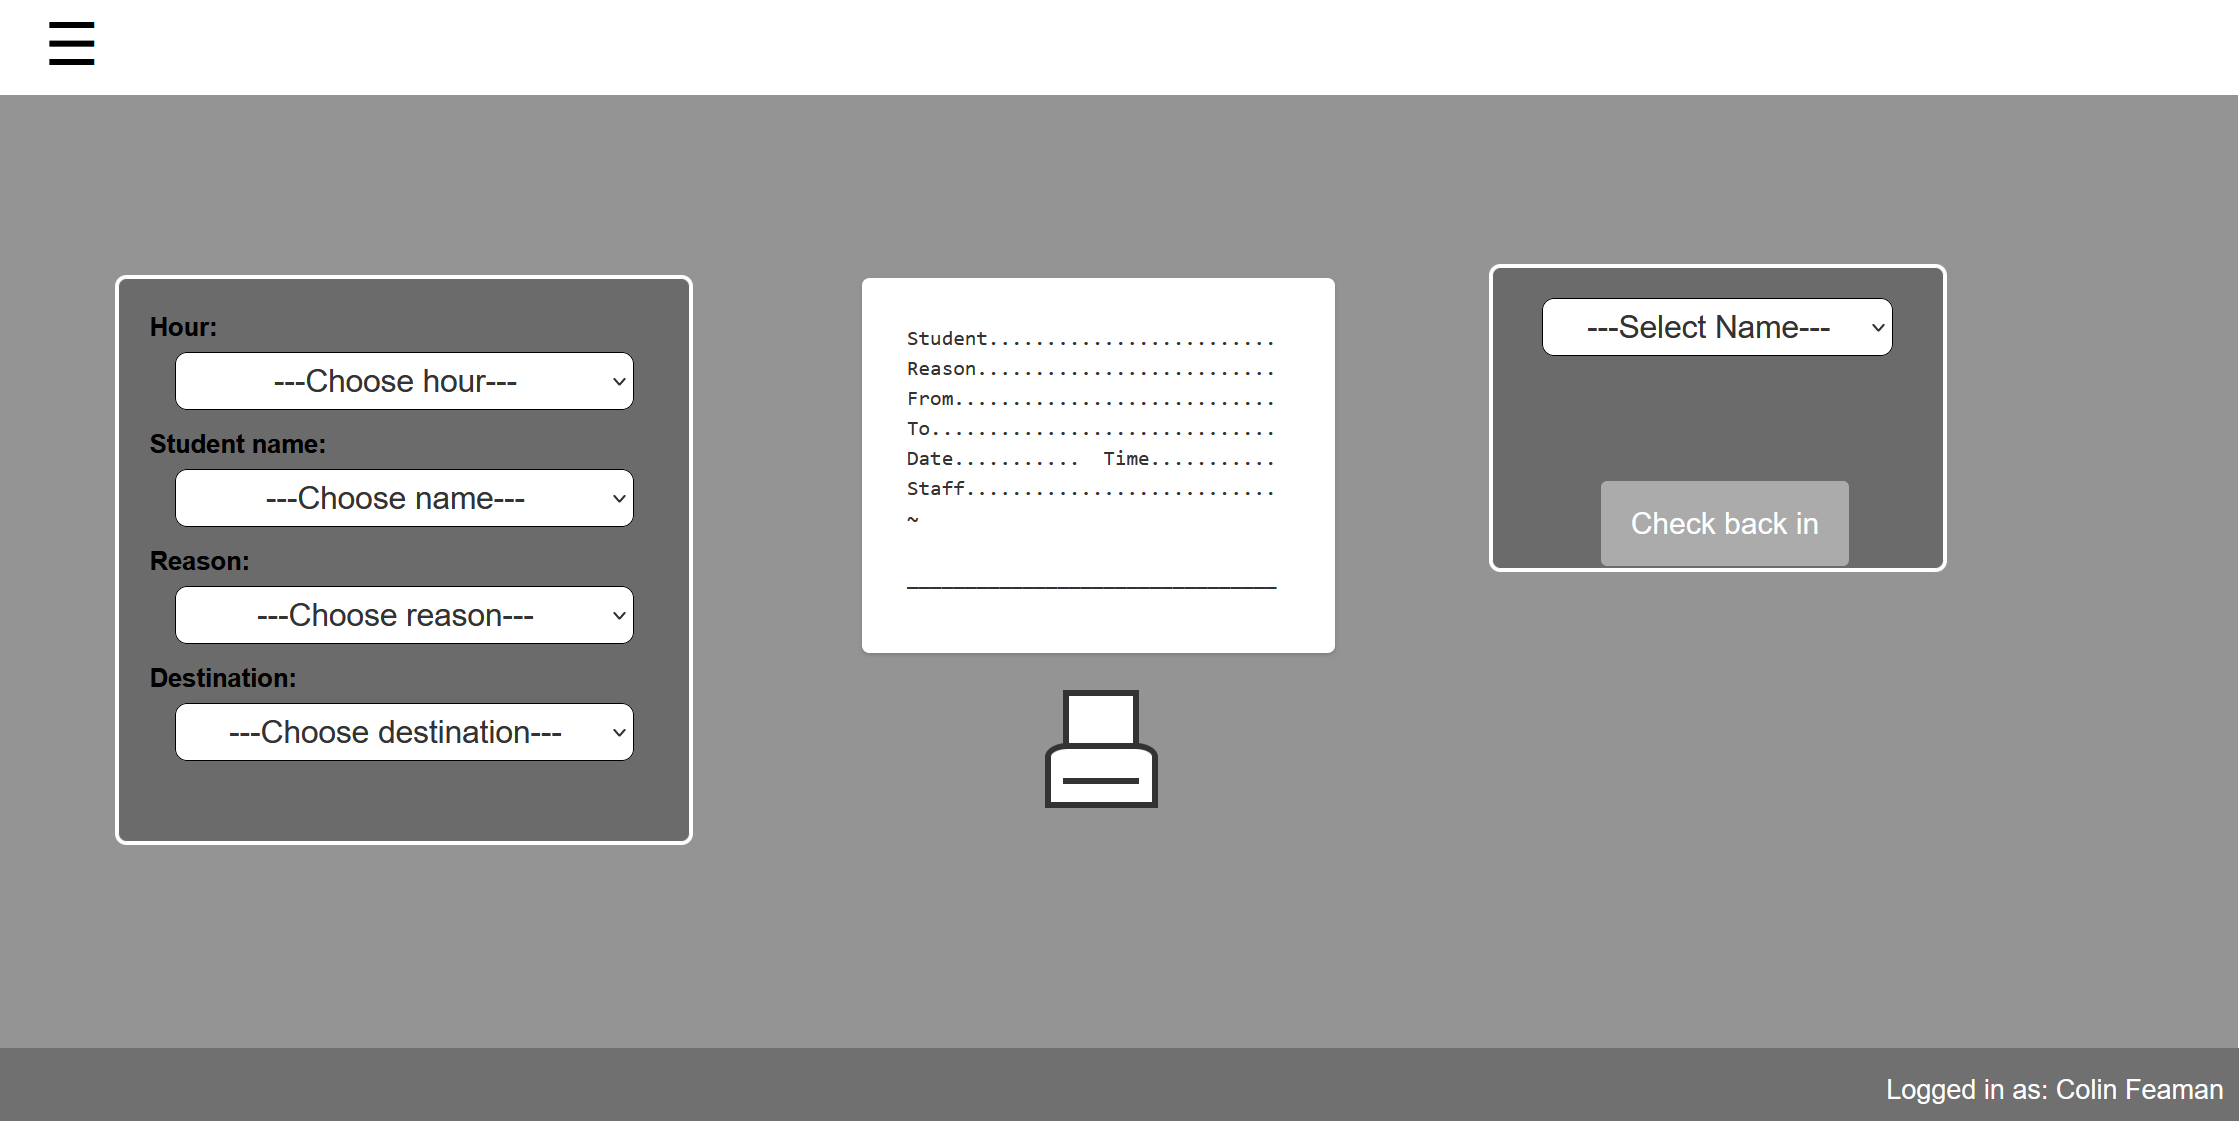 Hour:
---Choose hour---
Student name:
---Choose name---
Reason:
---Choose reason---
Destination:
---Choose destination---
Student.........................
Reason..........................
From............................
To..............................
Date........... Time...........
Staff...........................
~
________________________________
---Select Name---
Check back in
Logged in as: Colin Feaman